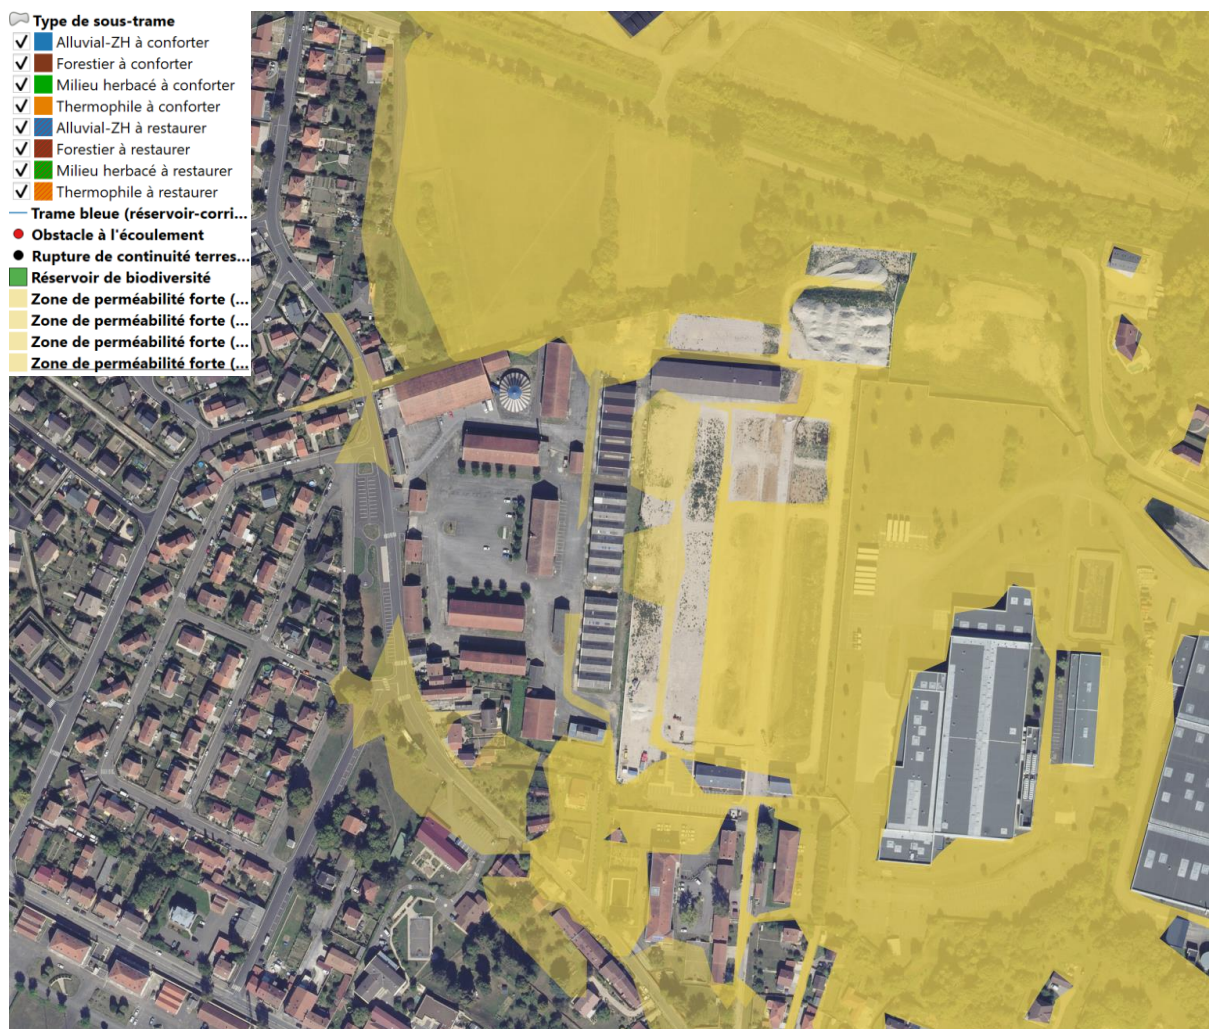 Type de sous-trame
Alluvial-ZH à conforter
Forestier à conforter
Milieu herbacé à conforter
Thermophile à conforter
Alluvial-ZH à restaurer
Forestier à restaurer
Milieu herbacé à restaurer
Thermophile à restaurer
Trame bleue (réservoir-corri...
Obstacle à l'écoulement
Rupture de continuité terres...
Réservoir de biodiversité
Zone de perméabilité forte (...
Zone de perméabilité forte (...
Zone de perméabilité forte (...
Zone de perméabilité forte (...